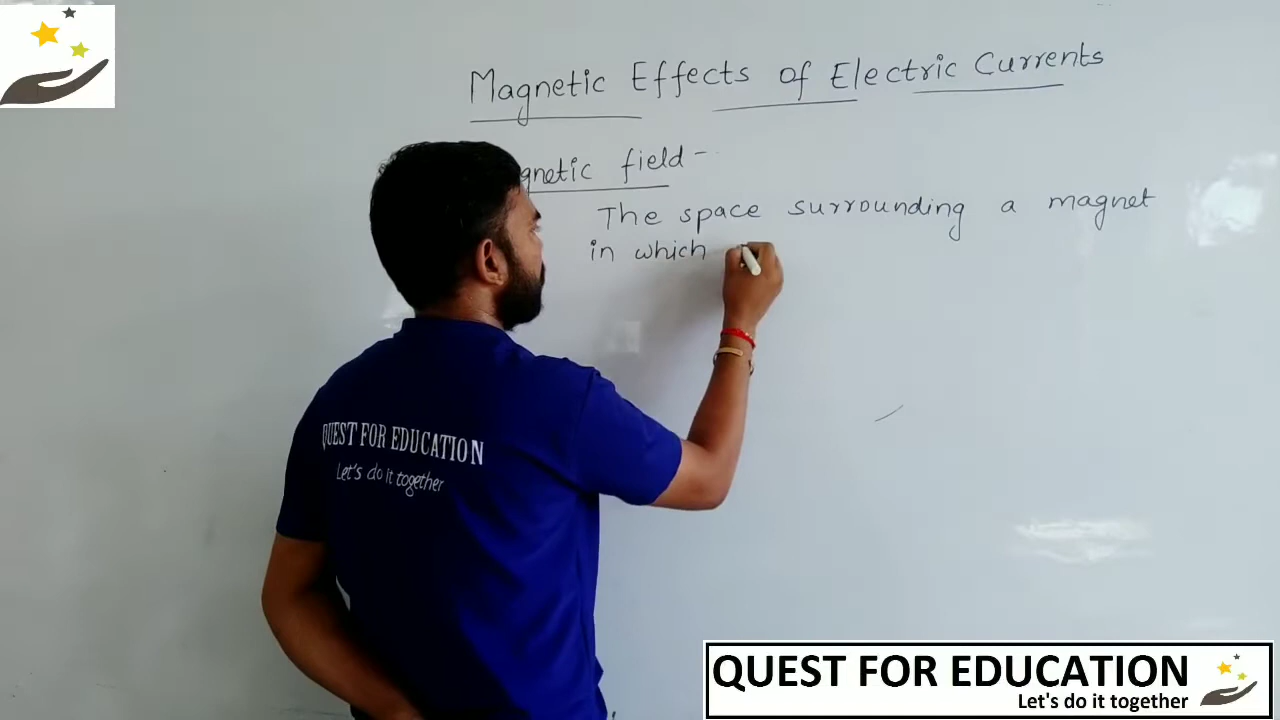 Magnetic Effects of Electric Currents
gnetic field -
The space surrounding a magnet
in which
QUEST FOR EDUCATION
Let's do it together
QUEST FOR EDUCATION
Let's do it together